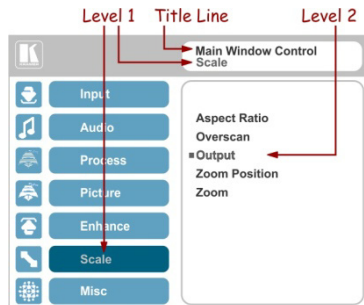 Level 1 Title Line Level 2
Main Window Control
Scale
Input
Audio
Process
Picture
Enhance
Scale
Misc
Aspect Ratio
Overscan
Output
Zoom Position
Zoom